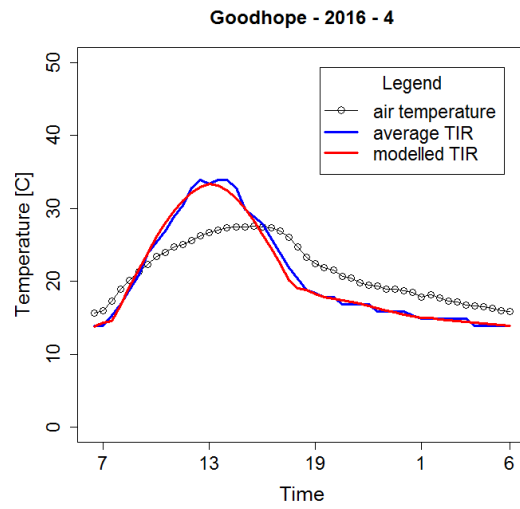 Goodhope - 2016 - 4
Temperature [C]
50
40
30
20
10
0
Legend
air temperature
average TIR
modelled TIR
7 13 19 1 6
Time